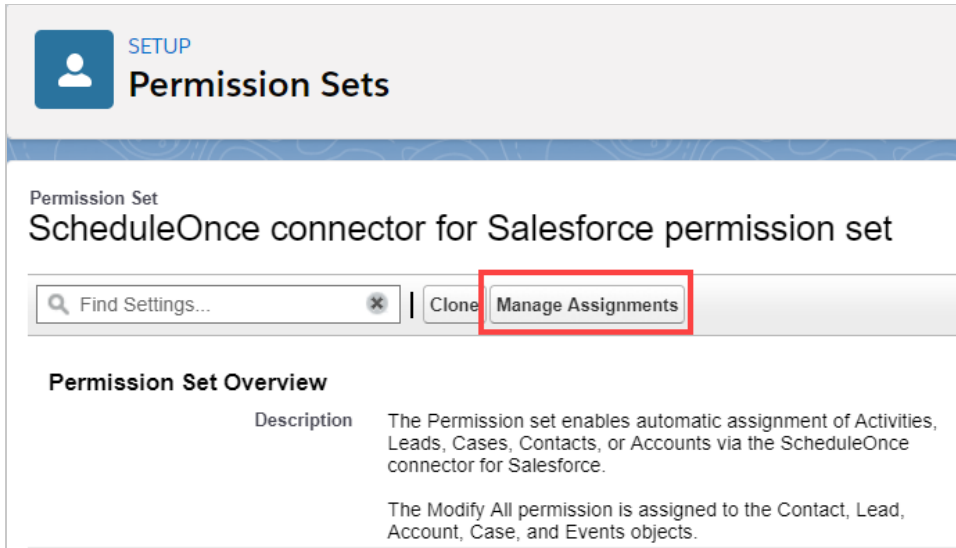 SETUP
Permission Sets
Permission Set
ScheduleOnce connector for Salesforce permission set
Find Settings... Clone Manage Assignments
Permission Set Overview
Description The Permission set enables automatic assignment of Activities,
Leads, Cases, Contacts, or Accounts via the ScheduleOnce
connector for Salesforce.
The Modify All permission is assigned to the Contact, Lead,
Account, Case, and Events objects.